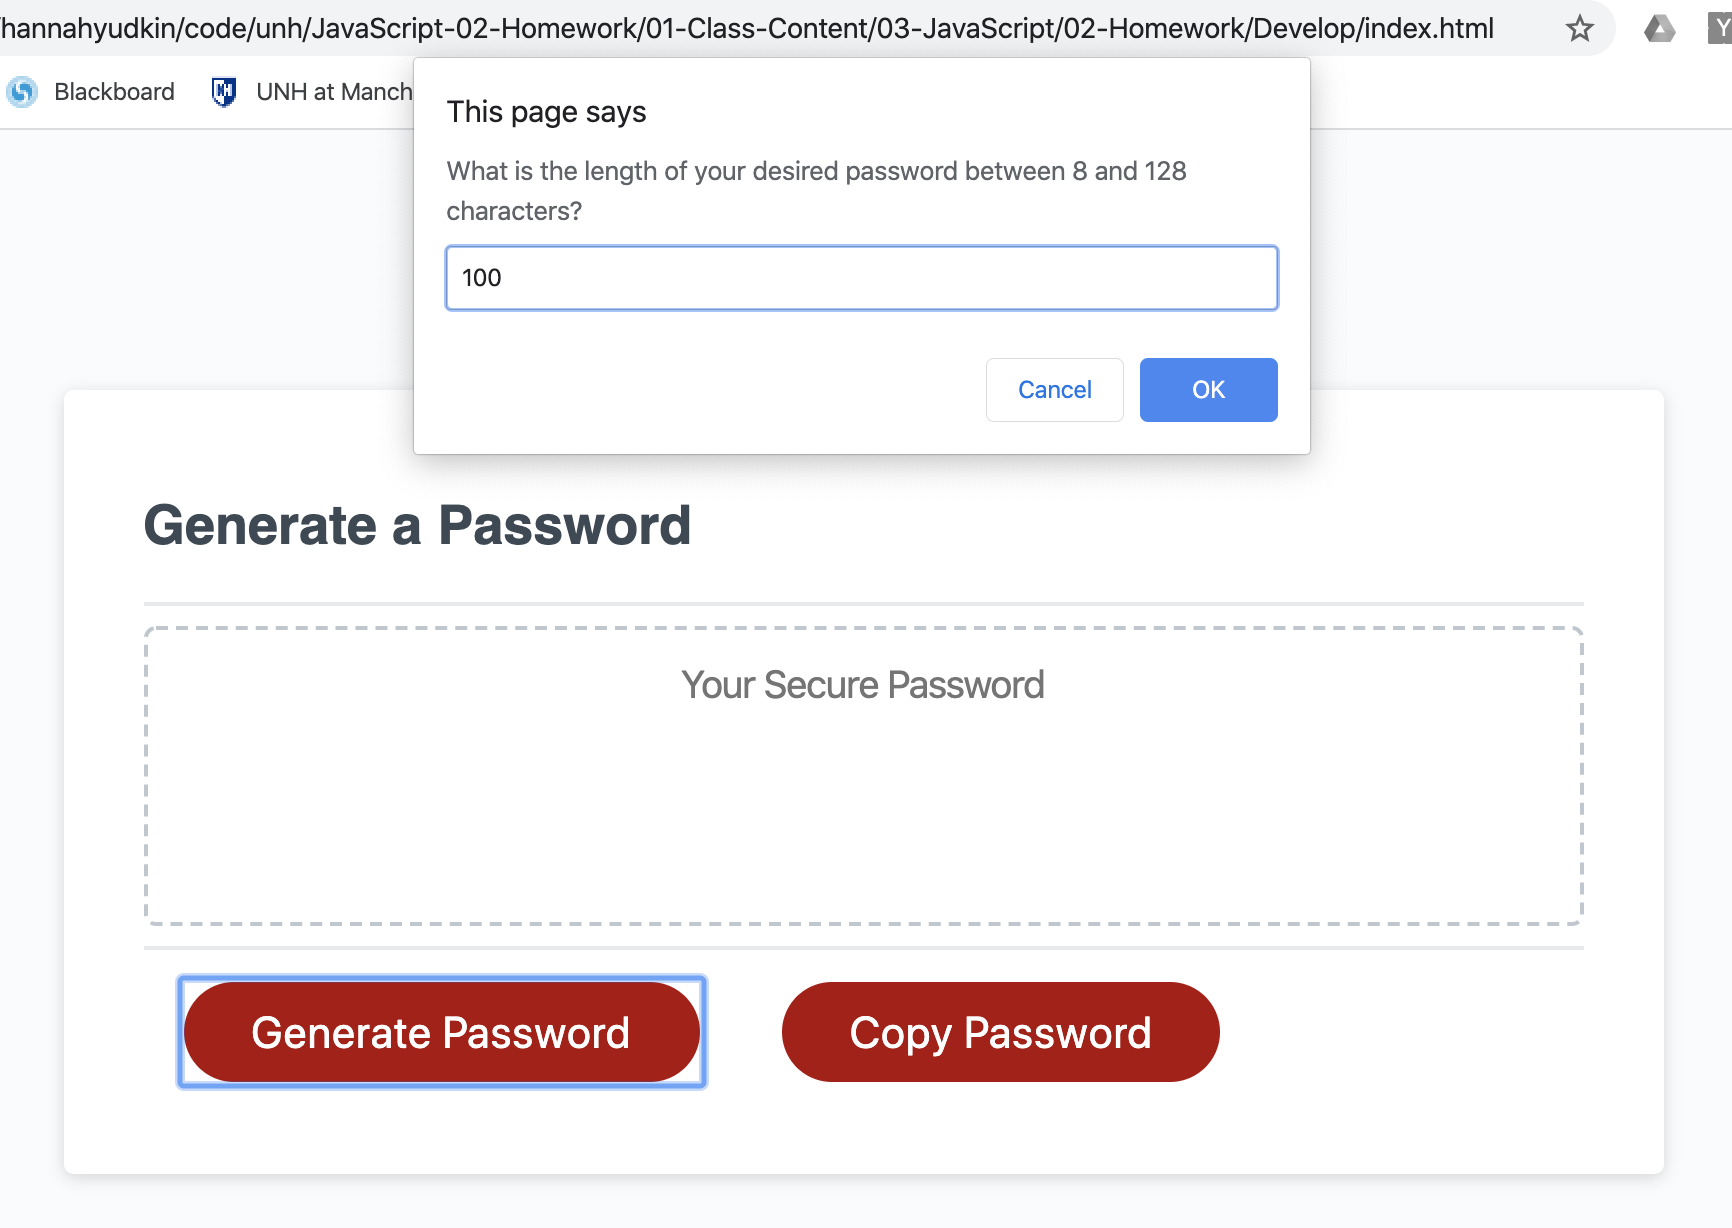 /hannahyudkin/code/unh/JavaScript-02-Homework/01-Class-Content/03-JavaScript/02-Homework/Develop/index.html
Y
Blackboard
NH
UNH at Manch
This page says
What is the length of your desired password between 8 and 128
characters?
100
Cancel
OK
Generate a Password
Your Secure Password
Generate Password
Copy Password